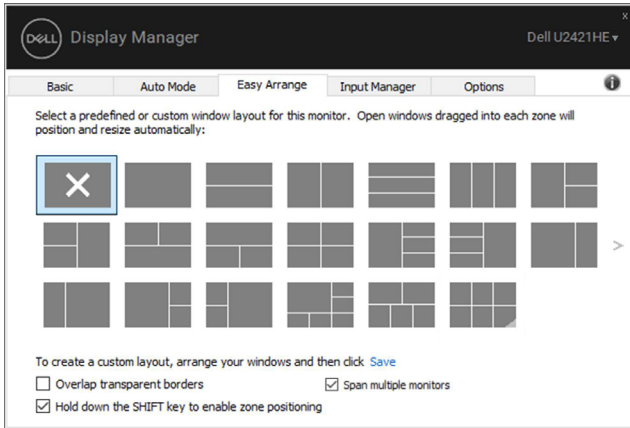 DELL Display Manager
x
Dell U2421HE
Basic Auto Mode Easy Arrange Input Manager Options
Select a predefined or custom window layout for this monitor. Open windows dragged into each zone will
position and resize automatically:
To create a custom layout, arrange your windows and then click Save
Overlap transparent borders
Span multiple monitors
Hold down the SHIFT key to enable zone positioning